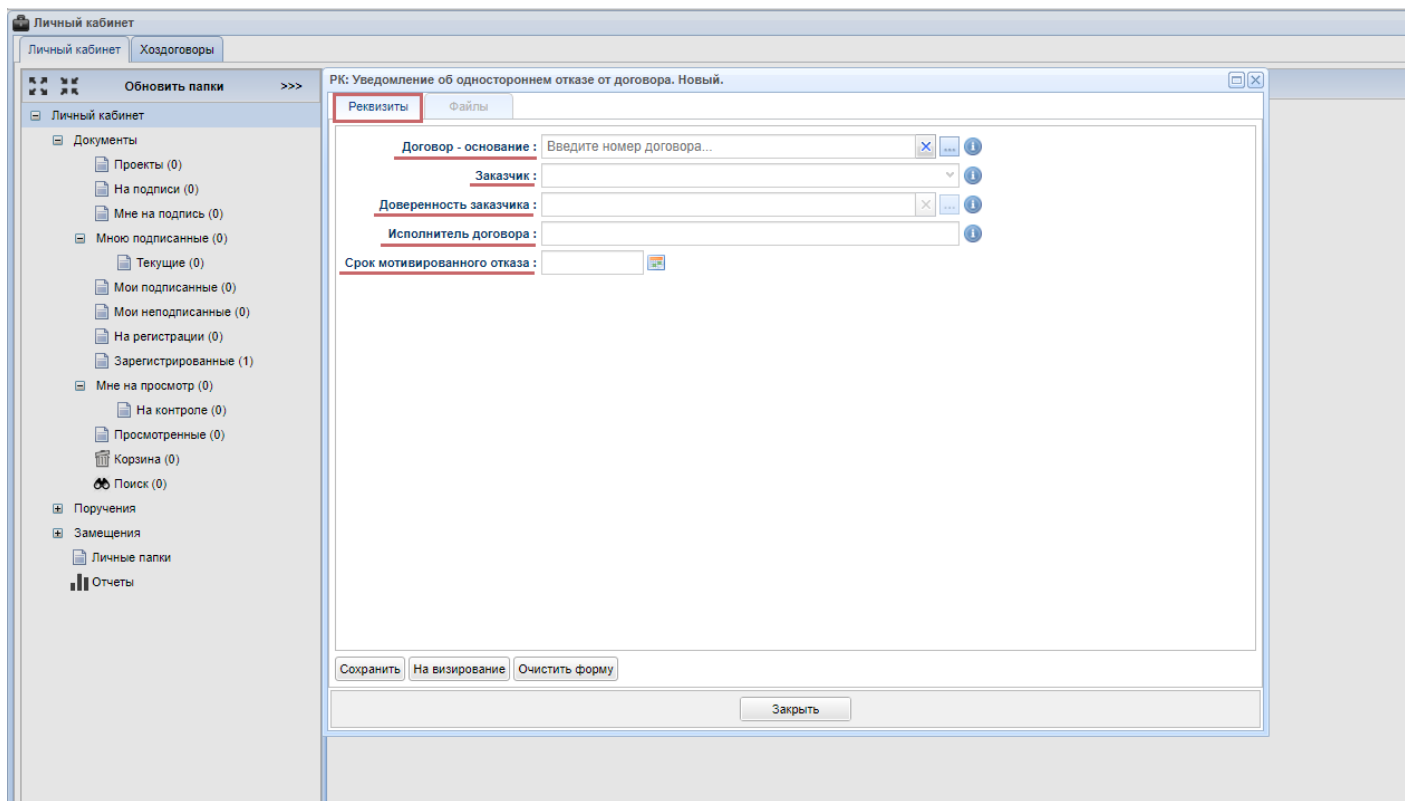 Личный кабинет
Личный кабинет Хоздоговоры
Обновить папки >>>
Личный кабинет
Документы
Проекты (0)
На подписи (0)
Мне на подпись (0)
Мною подписанные (0)
Текущие (0)
Мои подписанные (0)
Мои неподписанные (0)
На регистрации (0)
Зарегистрированные (1)
Мне на просмотр (0)
На контроле (0)
Просмотренные (0)
Корзина (0)
Поиск (0)
Поручения
Замещения
Личные папки
Отчеты
РК: Уведомление об одностороннем отказе от договора. Новый.
Реквизиты Файлы
Договор - основание : Введите номер договора... ...
Заказчик :
Доверенность заказчика : ...
Исполнитель договора :
Срок мотивированного отказа :
Сохранить На визирование Очистить форму
Закрыть